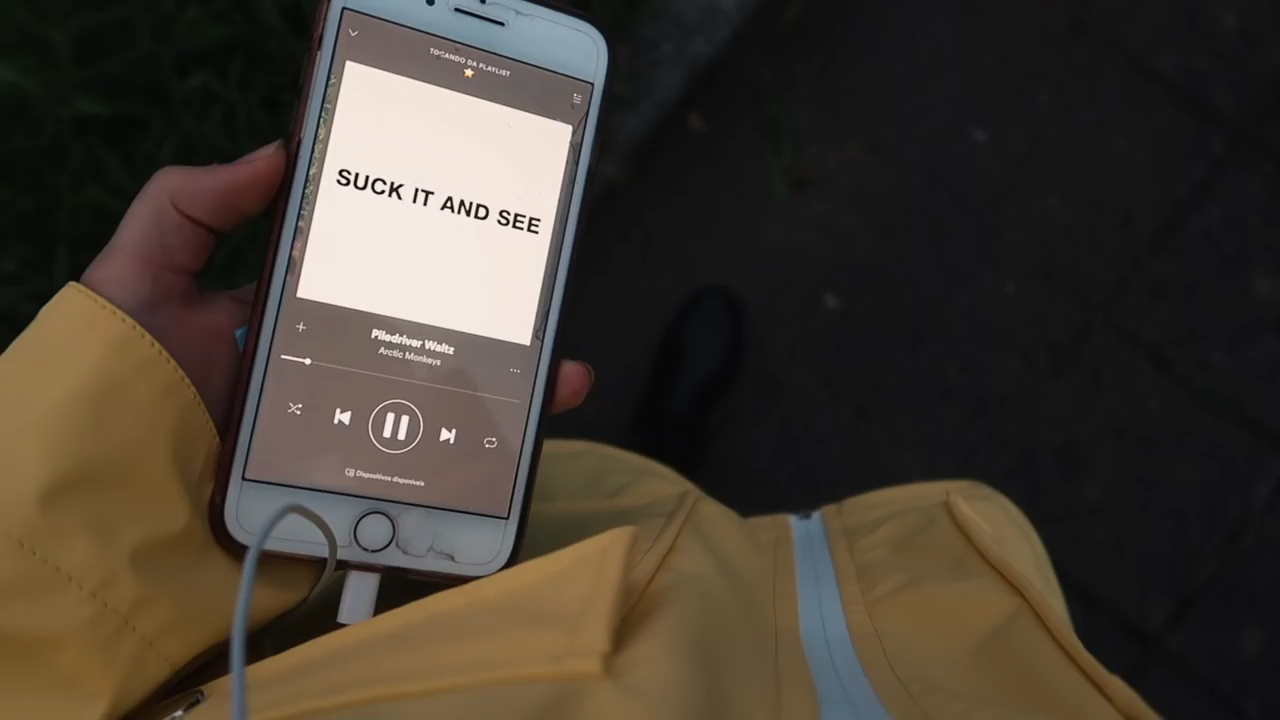 TOCANDO DA PLAYLIST
SUCK IT AND SEE
Piledriver Waltz
Arctic Monkeys
Dispositivos disponíveis